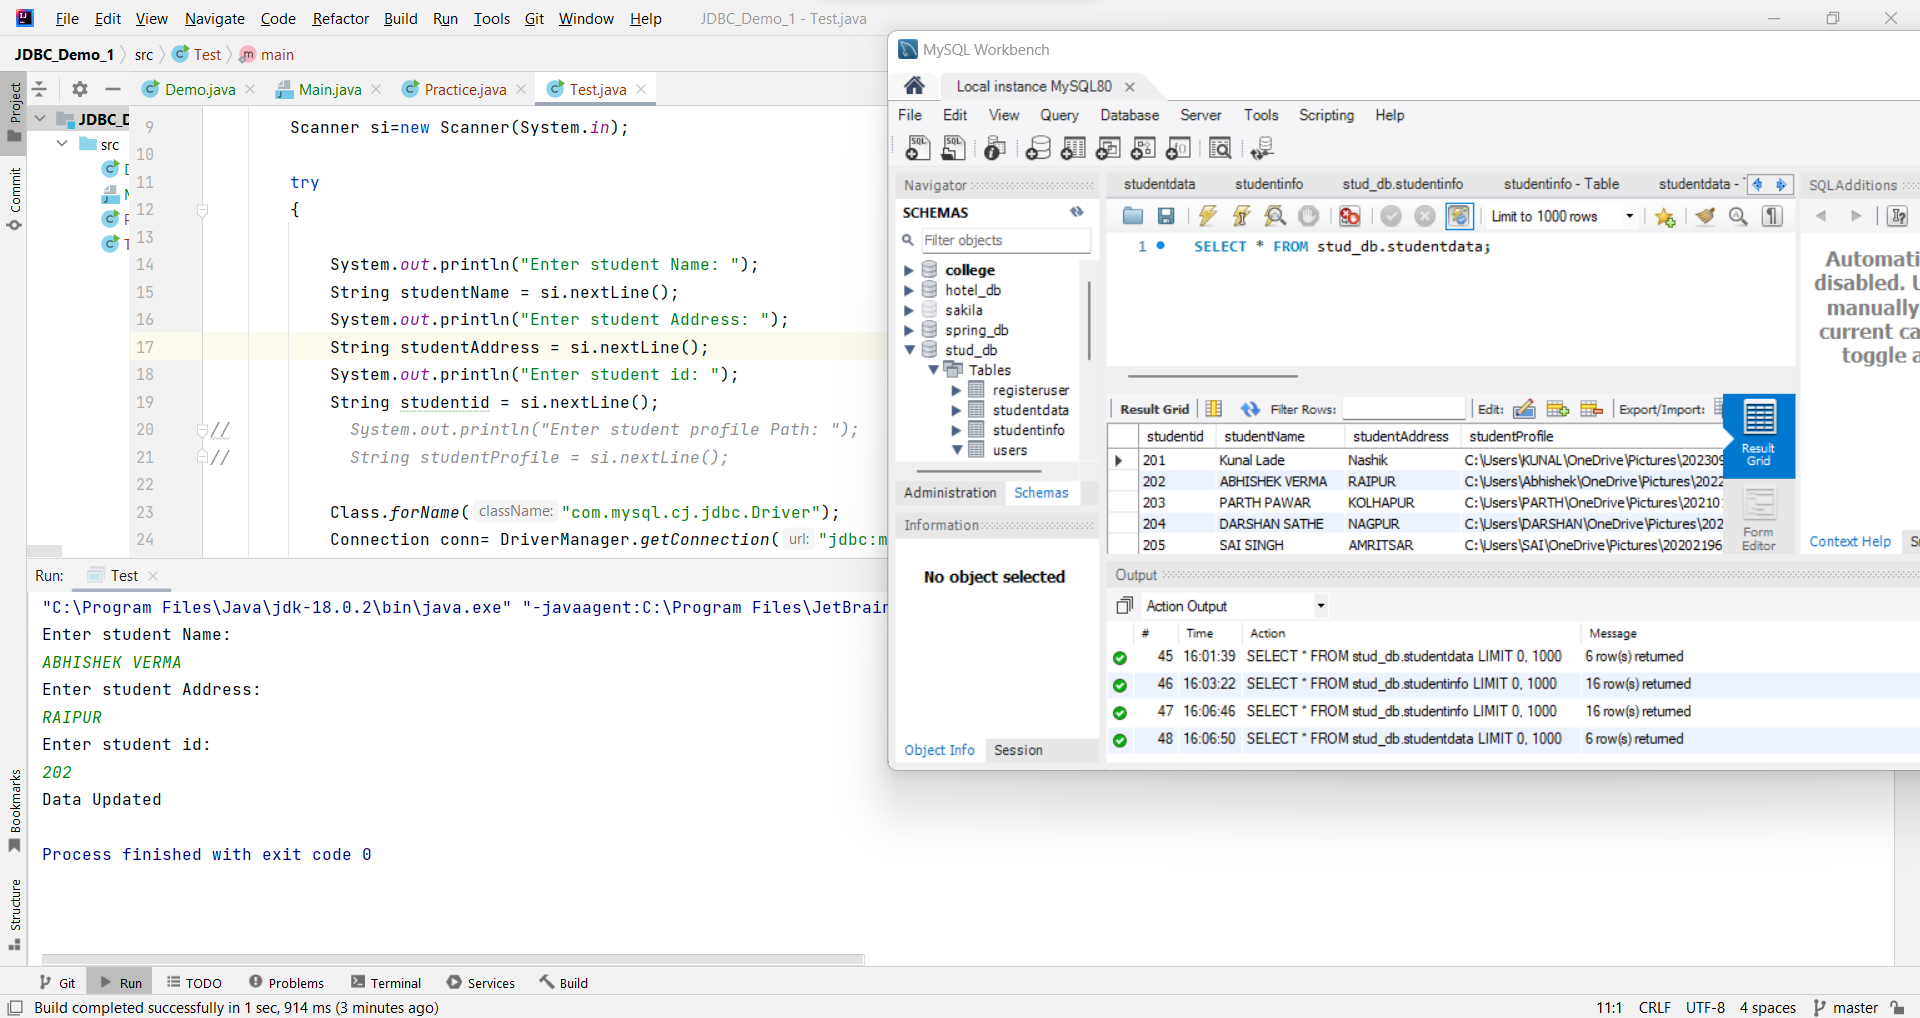 File Edit View Navigate Code Refactor Build Run Tools Git Window Help JDBC_Demo_1 - Test.java
JDBC_Demo_1 src Test main
Project
Commit
Bookmarks
Structure
Demo.java Main.java Practice.java Test.java
JDBC_D
src
9 Scanner si=new Scanner(System.in);
10
11 try
12 {
13
14 System.out.println("Enter student Name: ");
15 String studentName = si.nextLine();
16 System.out.println("Enter student Address: ");
17 String studentAddress = si.nextLine();
18 System.out.println("Enter student id: ");
19 String studentid = si.nextLine();
20 // System.out.println("Enter student profile Path: ");
21 // String studentProfile = si.nextLine();
22
23 Class.forName( className: "com.mysql.cj.jdbc.Driver");
24 Connection conn= DriverManager.getConnection( url: "jdbc:m
Run: Test
"C:\Program Files\Java\jdk-18.0.2\bin\java.exe" "-javaagent:C:\Program Files\JetBrain
Enter student Name:
ABHISHEK VERMA
Enter student Address:
RAIPUR
Enter student id:
202
Data Updated
Process finished with exit code 0
MySQL Workbench
Local instance MySQL80
File Edit View Query Database Server Tools Scripting Help
Navigator
SCHEMAS
Filter objects
college
hotel_db
sakila
spring_db
stud_db
Tables
registeruser
studentdata
studentinfo
users
Administration Schemas
Information
No object selected
Object Info Session
studentdata studentinfo stud_db.studentinfo studentinfo - Table studentdata -
Limit to 1000 rows
1 SELECT * FROM stud_db.studentdata;
SQLAdditions
Automati
disabled. U
manually
current ca
toggle a
Result Grid Filter Rows: Edit: Export/Import:
studentid studentName studentAddress studentProfile
201 Kunal Lade Nashik C:\Users\KUNAL\OneDrive\Pictures\202309
202 ABHISHEK VERMA RAIPUR C:\Users\Abhishek\OneDrive\Pictures\2022
203 PARTH PAWAR KOLHAPUR C:\Users\PARTH\OneDrive\Pictures\202101
204 DARSHAN SATHE NAGPUR C:\Users\DARSHAN\OneDrive\Pictures\202
205 SAI SINGH AMRITSAR C:\Users\SAI\OneDrive\Pictures\20202196
Result
Grid
Form
Editor
Context Help S
Output
Action Output
# Time Action Message
45 16:01:39 SELECT * FROM stud_db.studentdata LIMIT 0, 1000 6 row(s) returned
46 16:03:22 SELECT * FROM stud_db.studentinfo LIMIT 0, 1000 16 row(s) returned
47 16:06:46 SELECT * FROM stud_db.studentinfo LIMIT 0, 1000 16 row(s) returned
48 16:06:50 SELECT * FROM stud_db.studentdata LIMIT 0, 1000 6 row(s) returned
Git Run TODO Problems Terminal Services Build
Build completed successfully in 1 sec, 914 ms (3 minutes ago) 11:1 CRLF UTF-8 4 spaces master